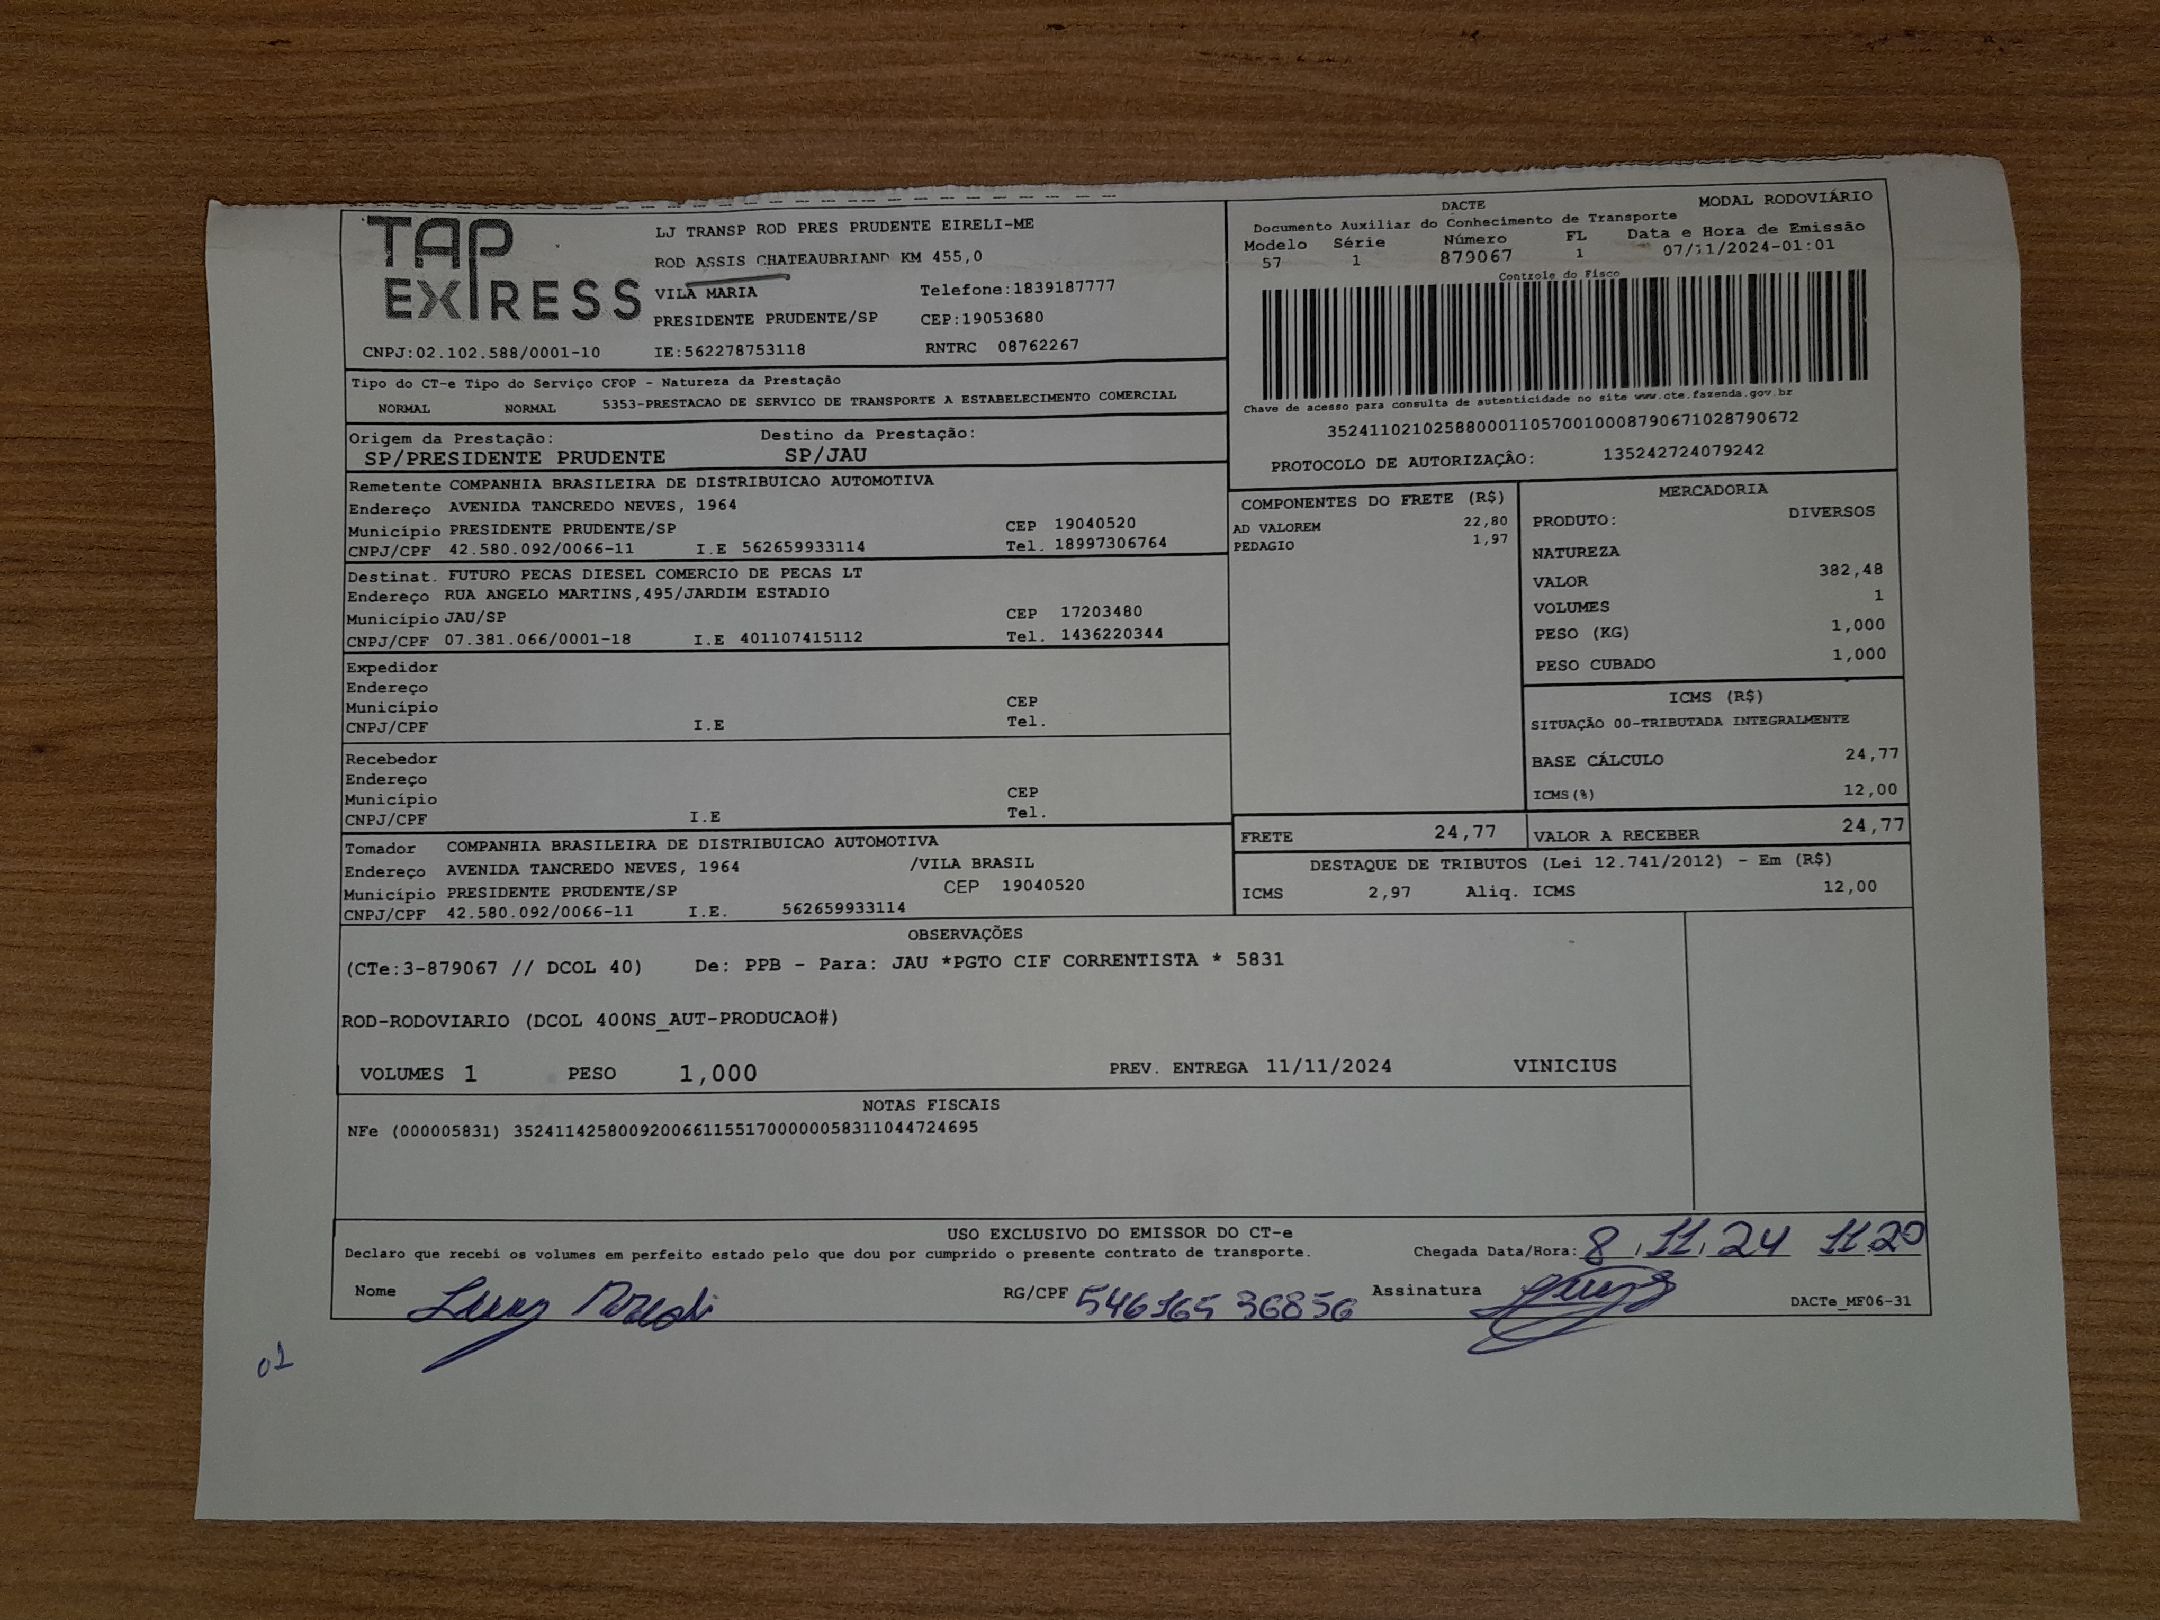 TAP EXPRESS
LJ TRANSP ROD PRES PRUDENTE EIRELI-ME
ROD ASSIS CHATEAUBRIAND KM 455,0
VILA MARIA Telefone:1839187777
PRESIDENTE PRUDENTE/SP CEP:19053680
CNPJ:02.102.588/0001-10 IE:562278753118 RNTRC 08762267
DACTE MODAL RODOVIÁRIO
Documento Auxiliar do Conhecimento de Transporte
Modelo Série Número FL Data e Hora de Emissão
57 1 879067 1 07/11/2024-01:01
Controle do Fisco
Chave de acesso para consulta de autenticidade no site www.cte.fazenda.gov.br
35241102102588000110570010008790671028790672
PROTOCOLO DE AUTORIZAÇÂO: 135242724079242
Tipo do CT-e Tipo do Serviço CFOP - Natureza da Prestação
NORMAL NORMAL 5353-PRESTACAO DE SERVICO DE TRANSPORTE A ESTABELECIMENTO COMERCIAL
Origem da Prestação: Destino da Prestação:
SP/PRESIDENTE PRUDENTE SP/JAU
Remetente COMPANHIA BRASILEIRA DE DISTRIBUICAO AUTOMOTIVA
Endereço AVENIDA TANCREDO NEVES, 1964
Município PRESIDENTE PRUDENTE/SP CEP 19040520
CNPJ/CPF 42.580.092/0066-11 I.E 562659933114 Tel. 18997306764
Destinat. FUTURO PECAS DIESEL COMERCIO DE PECAS LT
Endereço RUA ANGELO MARTINS,495/JARDIM ESTADIO
Município JAU/SP CEP 17203480
CNPJ/CPF 07.381.066/0001-18 I.E 401107415112 Tel. 1436220344
Expedidor
Endereço
Município CEP
CNPJ/CPF I.E Tel.
Recebedor
Endereço
Município CEP
CNPJ/CPF I.E Tel.
Tomador COMPANHIA BRASILEIRA DE DISTRIBUICAO AUTOMOTIVA
Endereço AVENIDA TANCREDO NEVES, 1964 /VILA BRASIL
Município PRESIDENTE PRUDENTE/SP CEP 19040520
CNPJ/CPF 42.580.092/0066-11 I.E. 562659933114
COMPONENTES DO FRETE (R$)
AD VALOREM 22,80
PEDAGIO 1,97
MERCADORIA
PRODUTO: DIVERSOS
NATUREZA
VALOR 382,48
VOLUMES 1
PESO (KG) 1,000
PESO CUBADO 1,000
ICMS (R$)
SITUAÇÃO 00-TRIBUTADA INTEGRALMENTE
BASE CÁLCULO 24,77
ICMS(%) 12,00
FRETE 24,77 VALOR A RECEBER 24,77
DESTAQUE DE TRIBUTOS (Lei 12.741/2012) - Em (R$)
ICMS 2,97 Aliq. ICMS 12,00
OBSERVAÇÕES
(CTe:3-879067 // DCOL 40) De: PPB - Para: JAU *PGTO CIF CORRENTISTA * 5831
ROD-RODOVIARIO (DCOL 400NS_AUT-PRODUCAO#)
VOLUMES 1 PESO 1,000 PREV. ENTREGA 11/11/2024 VINICIUS
NOTAS FISCAIS
NFe (000005831) 35241142580092006611551700000058311044724695
USO EXCLUSIVO DO EMISSOR DO CT-e
Declaro que recebi os volumes em perfeito estado pelo que dou por cumprido o presente contrato de transporte. Chegada Data/Hora: 8/11/24 11 20
Nome RG/CPF 546165 36856 Assinatura
DACTe_MF06-31
01